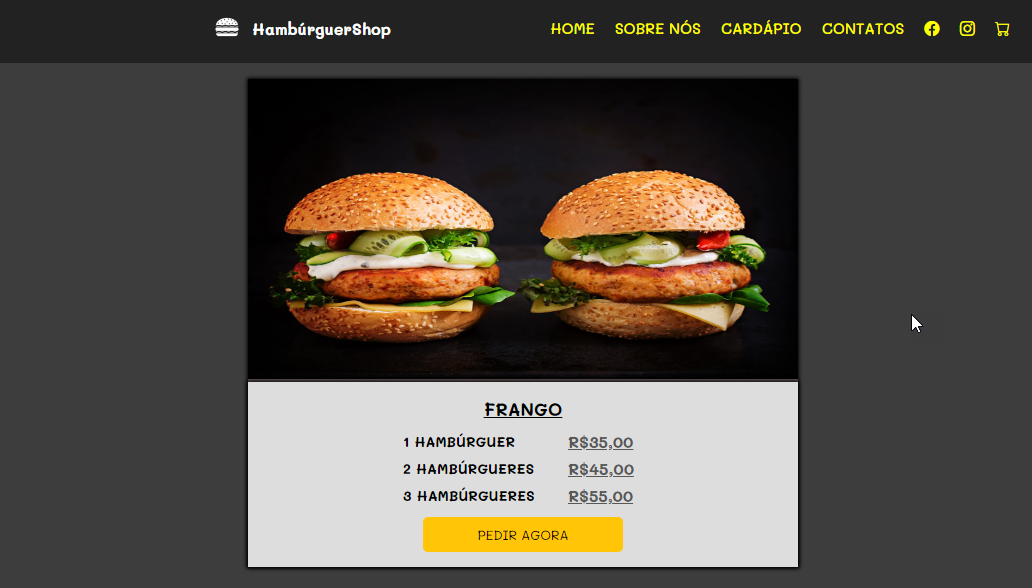 HambúrguerShop HOME SOBRE NÓS CARDÁPIO CONTATOS
FRANGO
1 HAMBÚRGUER R$35,00
2 HAMBÚRGUERES R$45,00
3 HAMBÚRGUERES R$55,00
PEDIR AGORA